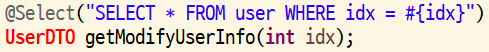 @Select("SELECT * FROM user WHERE idx = #{idx}")
UserDTO getModifyUserInfo(int idx);